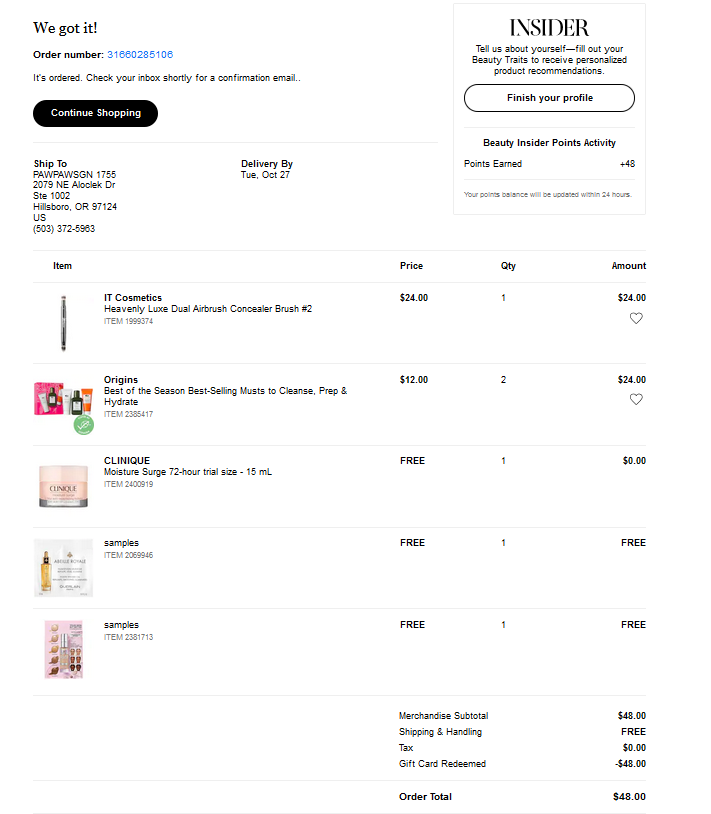 We got it!
Order number: 31660285106
It's ordered. Check your inbox shortly for a confirmation email..
Continue Shopping
INSIDER
Tell us about yourself—fill out your
Beauty Traits to receive personalized
product recommendations.
Finish your profile
Beauty Insider Points Activity
Points Earned +48
Your points balance will be updated within 24 hours.
Ship To
PAWPAWSGN 1755
2079 NE Aloclek Dr
Ste 1002
Hillsboro, OR 97124
US
(503) 372-5963
Delivery By
Tue, Oct 27
Item Price Qty Amount
IT Cosmetics $24.00 1 $24.00
Heavenly Luxe Dual Airbrush Concealer Brush #2
ITEM 1999374
Origins $12.00 2 $24.00
Best of the Season Best-Selling Musts to Cleanse, Prep &
Hydrate
ITEM 2385417
CLINIQUE FREE 1 $0.00
Moisture Surge 72-hour trial size - 15 mL
ITEM 2400919
CLINIQUE
samples FREE 1 FREE
ITEM 2069946
ABEILLE ROYALE
GUERLAIN
samples FREE 1 FREE
ITEM 2381713
Merchandise Subtotal $48.00
Shipping & Handling FREE
Tax $0.00
Gift Card Redeemed -$48.00
Order Total $48.00